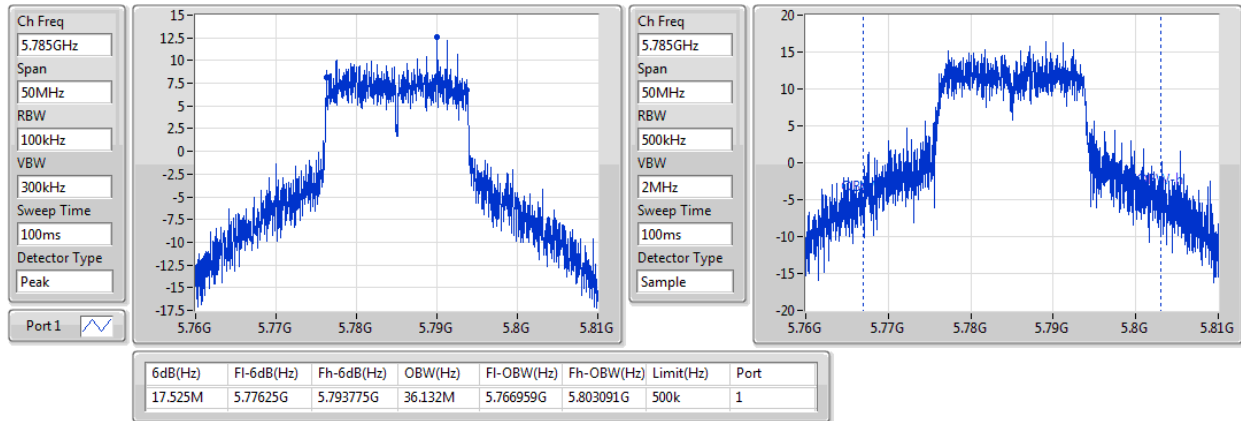 Ch Freq
5.785GHz
Span
50MHz
RBW
100kHz
VBW
300kHz
Sweep Time
100ms
Detector Type
Peak
Port 1
15-
12.5-
10-
7.5-
5-
2.5-
0-
-2.5-
-5-
-7.5-
-10-
-12.5-
-15-
-17.5-
5.76G 5.77G 5.78G 5.79G 5.8G 5.81G
Ch Freq
5.785GHz
Span
50MHz
RBW
500kHz
VBW
2MHz
Sweep Time
100ms
Detector Type
Sample
20-
15-
10-
5-
0-
-5-
-10-
-15-
-20-
5.76G 5.77G 5.78G 5.79G 5.8G 5.81G
6dB(Hz) Fl-6dB(Hz) Fh-6dB(Hz) OBW(Hz) Fl-OBW(Hz) Fh-OBW(Hz) Limit(Hz) Port
17.525M 5.77625G 5.793775G 36.132M 5.766959G 5.803091G 500k 1